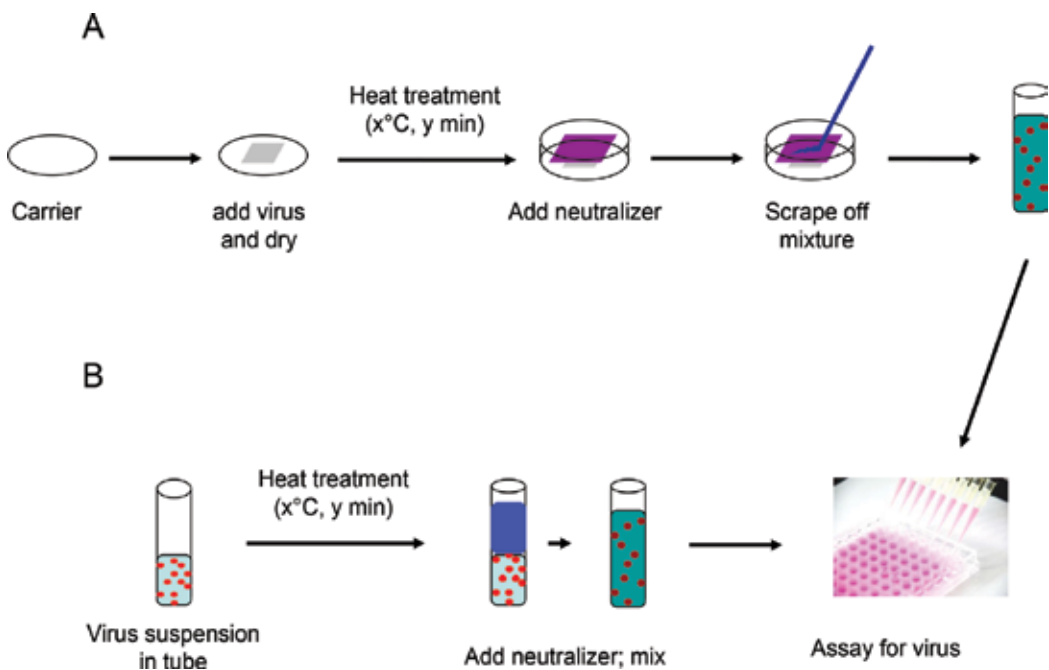 A
Heat treatment
(x°C, y min)
Carrier
add virus
and dry
Add neutralizer
Scrape off
mixture
B
Heat treatment
(x°C, y min)
Virus suspension
in tube
Add neutralizer; mix
Assay for virus